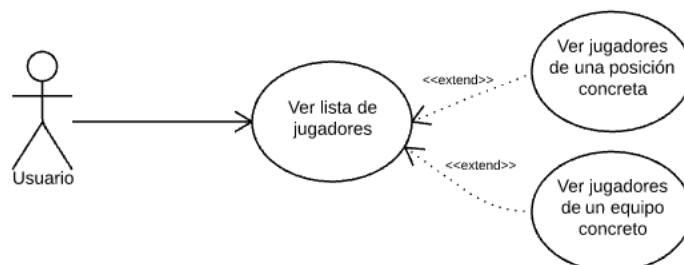 Usuario
Ver lista de
jugadores
<<extend>>
<<extend>>
Ver jugadores
de una posición
concreta
Ver jugadores
de un equipo
concreto